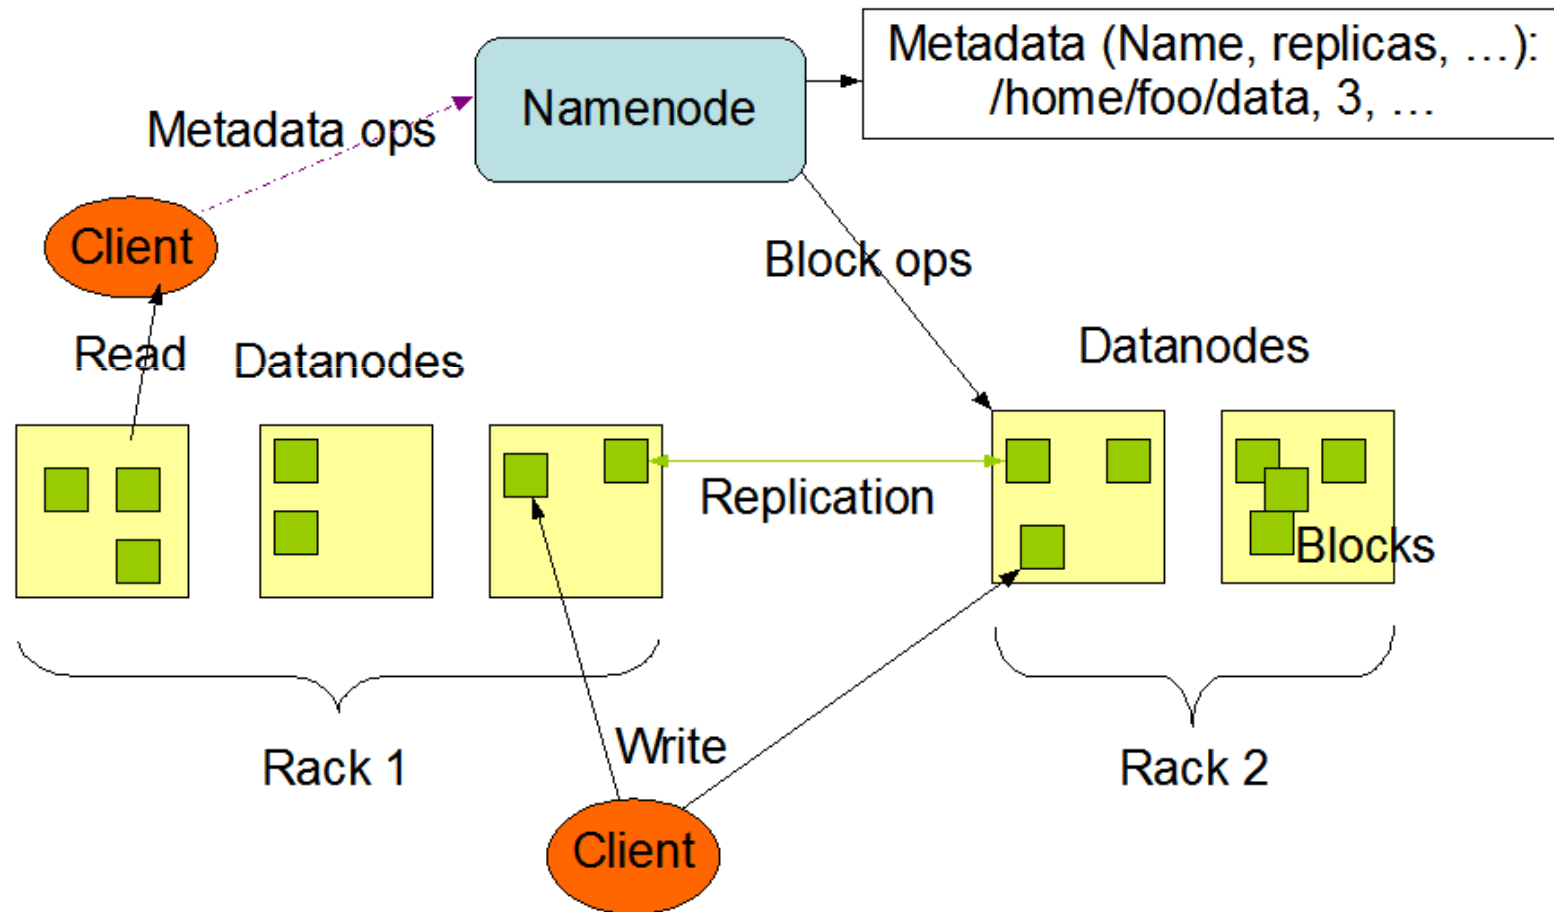 Metadata (Name, replicas, …):
/home/foo/data, 3, …
Namenode
Metadata ops
Client
Block ops
Read
Datanodes
Datanodes
Replication
Blocks
Rack 1
Write
Rack 2
Client